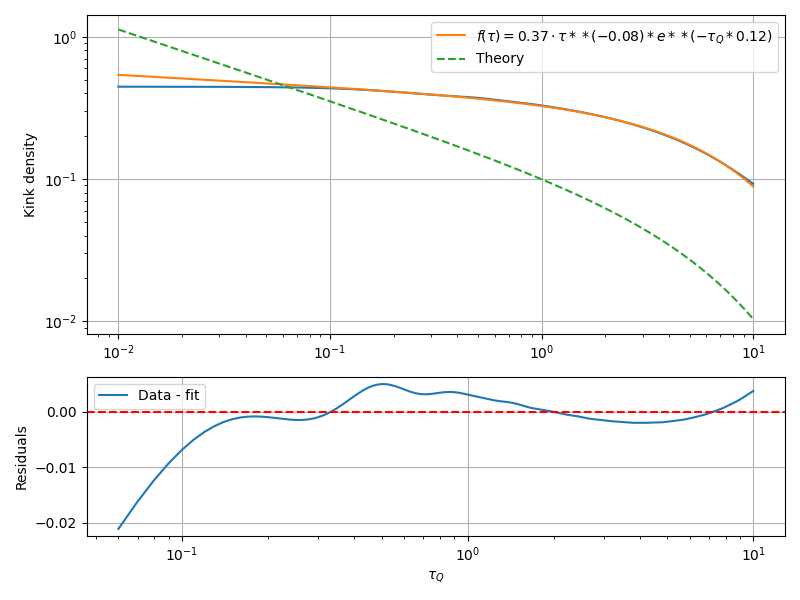 10⁰
10⁻¹
10⁻²
Kink density
f(τ) = 0.37 · τ * *(−0.08) * e * *(−τ_Q * 0.12)
Theory
10⁻² 10⁻¹ 10⁰ 10¹
0.00
−0.01
−0.02
Residuals
Data - fit
10⁻¹ 10⁰ 10¹
τ_Q